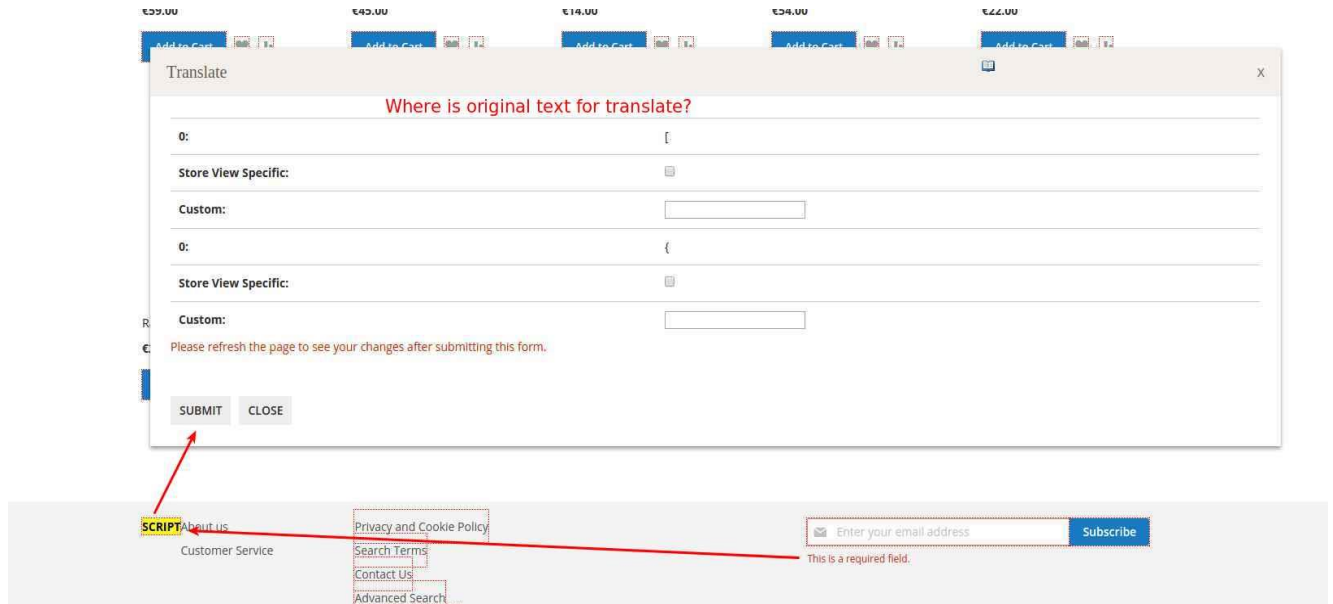 €59.00 €45.00 €14.00 €54.00 €22.00
Add to Cart Add to Cart Add to Cart Add to Cart Add to Cart
Translate X
Where is original text for translate?
0: [
Store View Specific:
Custom:
0: {
Store View Specific:
Custom:
Please refresh the page to see your changes after submitting this form.
SUBMIT CLOSE
SCRIPT About us Privacy and Cookie Policy Enter your email address Subscribe
Customer Service Search Terms This is a required field.
Contact Us
Advanced Search